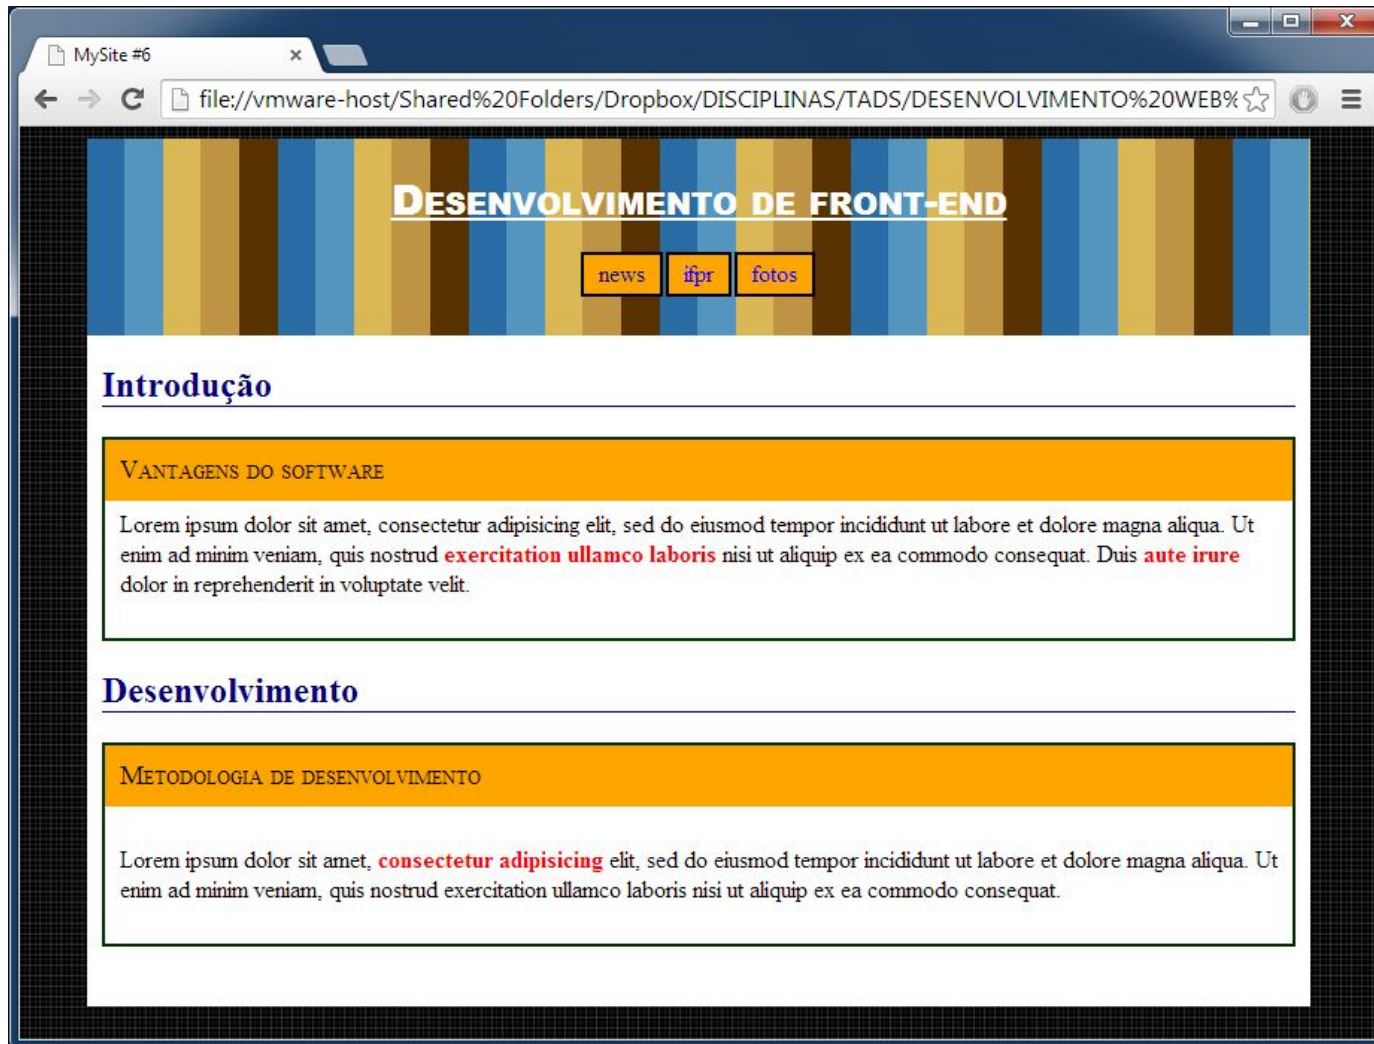 MySite #6
file://vmware-host/Shared%20Folders/Dropbox/DISCIPLINAS/TADS/DESENVOLVIMENTO%20WEB%
Desenvolvimento de front-end
news ifpr fotos
Introdução
Vantagens do software
Lorem ipsum dolor sit amet, consectetur adipisicing elit, sed do eiusmod tempor incididunt ut labore et dolore magna aliqua. Ut
enim ad minim veniam, quis nostrud exercitation ullamco laboris nisi ut aliquip ex ea commodo consequat. Duis aute irure
dolor in reprehenderit in voluptate velit.
Desenvolvimento
Metodologia de desenvolvimento
Lorem ipsum dolor sit amet, consectetur adipisicing elit, sed do eiusmod tempor incididunt ut labore et dolore magna aliqua. Ut
enim ad minim veniam, quis nostrud exercitation ullamco laboris nisi ut aliquip ex ea commodo consequat.